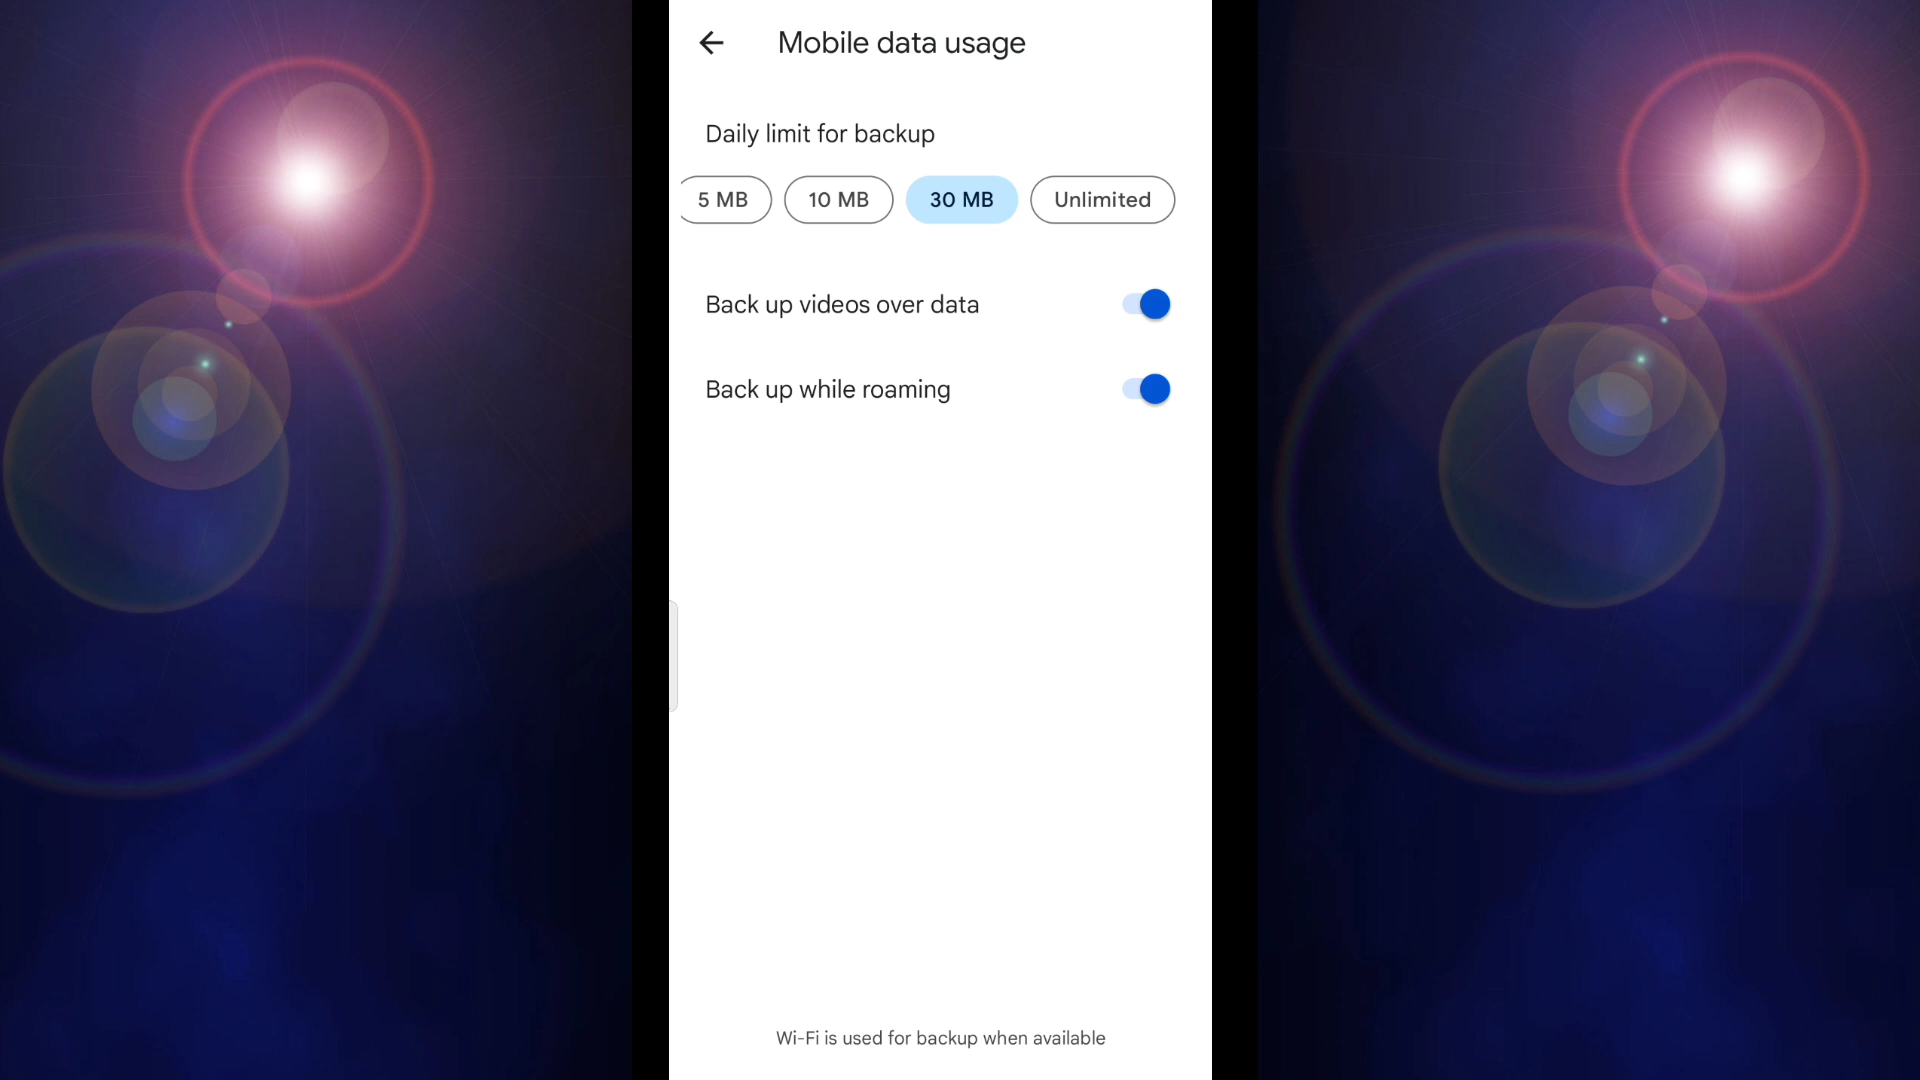 Mobile data usage
Daily limit for backup
5 MB 10 MB 30 MB Unlimited
Back up videos over data
Back up while roaming
Wi-Fi is used for backup when available